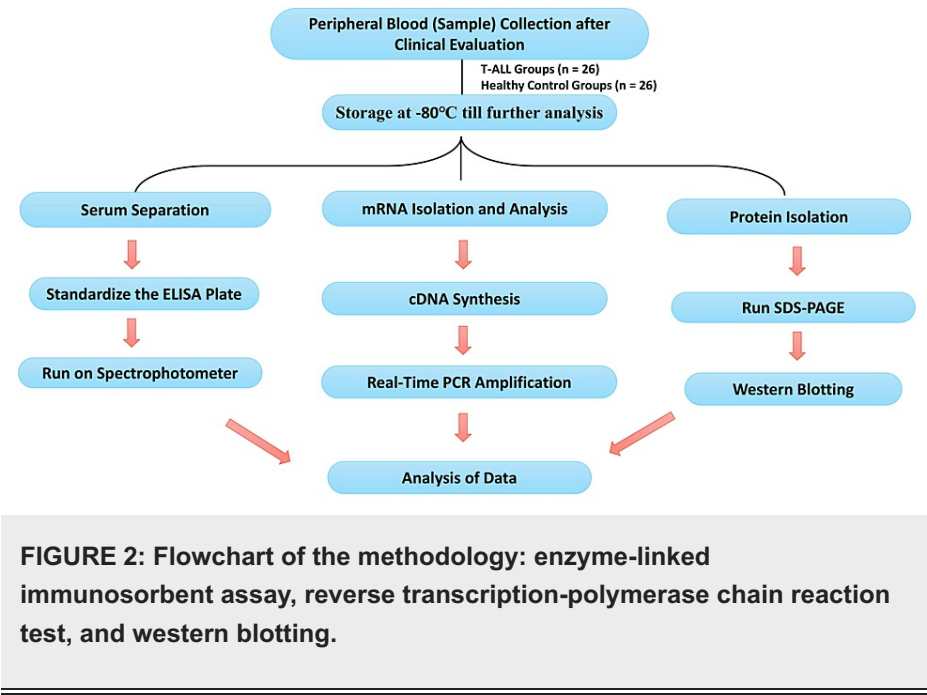 Peripheral Blood (Sample) Collection after
Clinical Evaluation
T-ALL Groups (n = 26)
Healthy Control Groups (n = 26)
Storage at -80°C till further analysis
Serum Separation
mRNA Isolation and Analysis
Protein Isolation
Standardize the ELISA Plate
cDNA Synthesis
Run SDS-PAGE
Run on Spectrophotometer
Real-Time PCR Amplification
Western Blotting
Analysis of Data
FIGURE 2: Flowchart of the methodology: enzyme-linked
immunosorbent assay, reverse transcription-polymerase chain reaction
test, and western blotting.